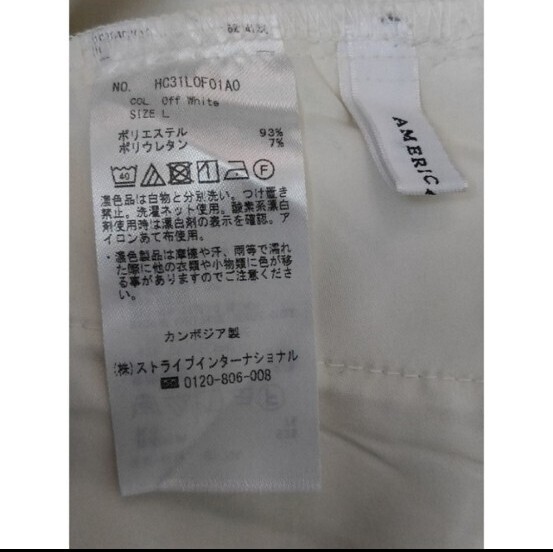 NO. HC31L0F01A0
COL Off White
SIZE L
ポリエステル 93%
ポリウレタン 7%
40
F
濃色品は白物と分別洗い。つけ置き
禁止。洗濯ネット使用。酸素系漂白
剤使用時は漂白剤の表示を確認。ア
イロンあて布使用。
・濃色製品は摩擦や汗、雨等で濡れ
た際に他の衣類や小物類に色が移
る事がありますのでご注意くださ
い。
カンボジア製
(株)ストライプインターナショナル
0120-806-008
AMERICA